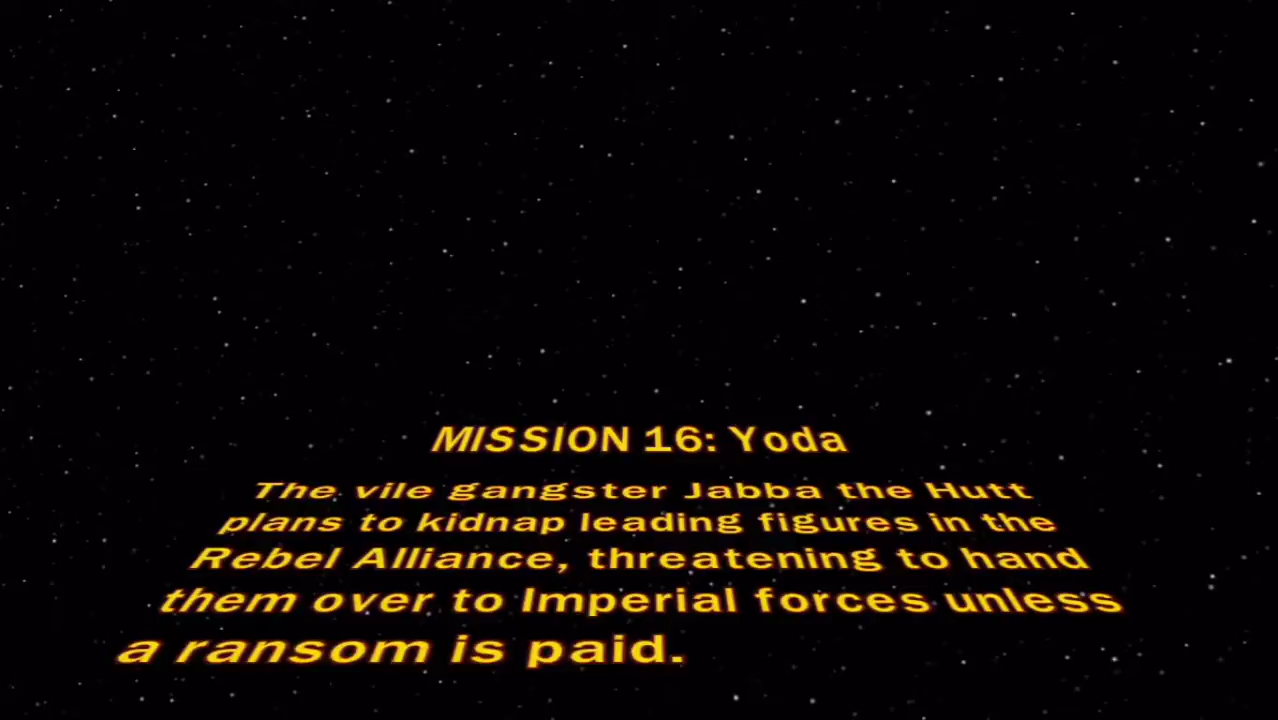 MISSION 16: Yoda
The vile gangster Jabba the Hutt
plans to kidnap leading figures in the
Rebel Alliance, threatening to hand
them over to Imperial forces unless
a ransom is paid.